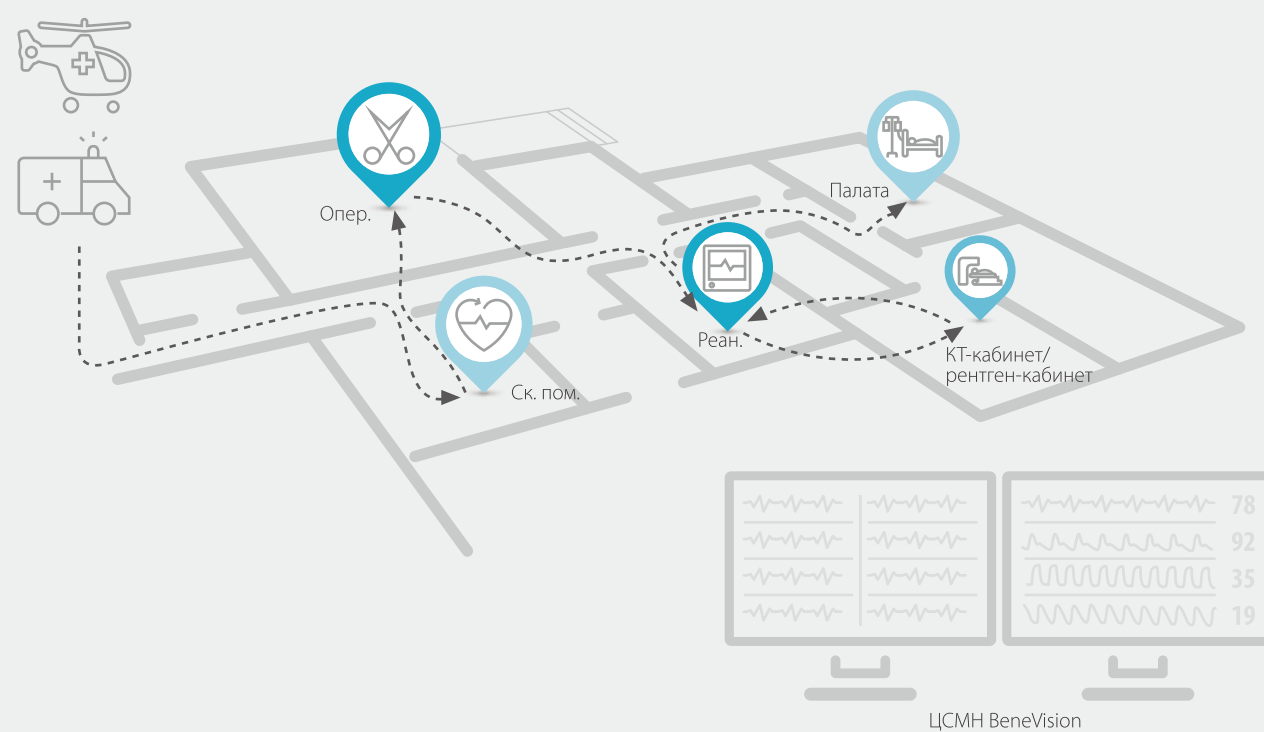 Палата
Опер.
Реан.
КТ-кабинет/
рентген-кабинет
Ск. пом.
78
92
35
19
ЦСМН BeneVision